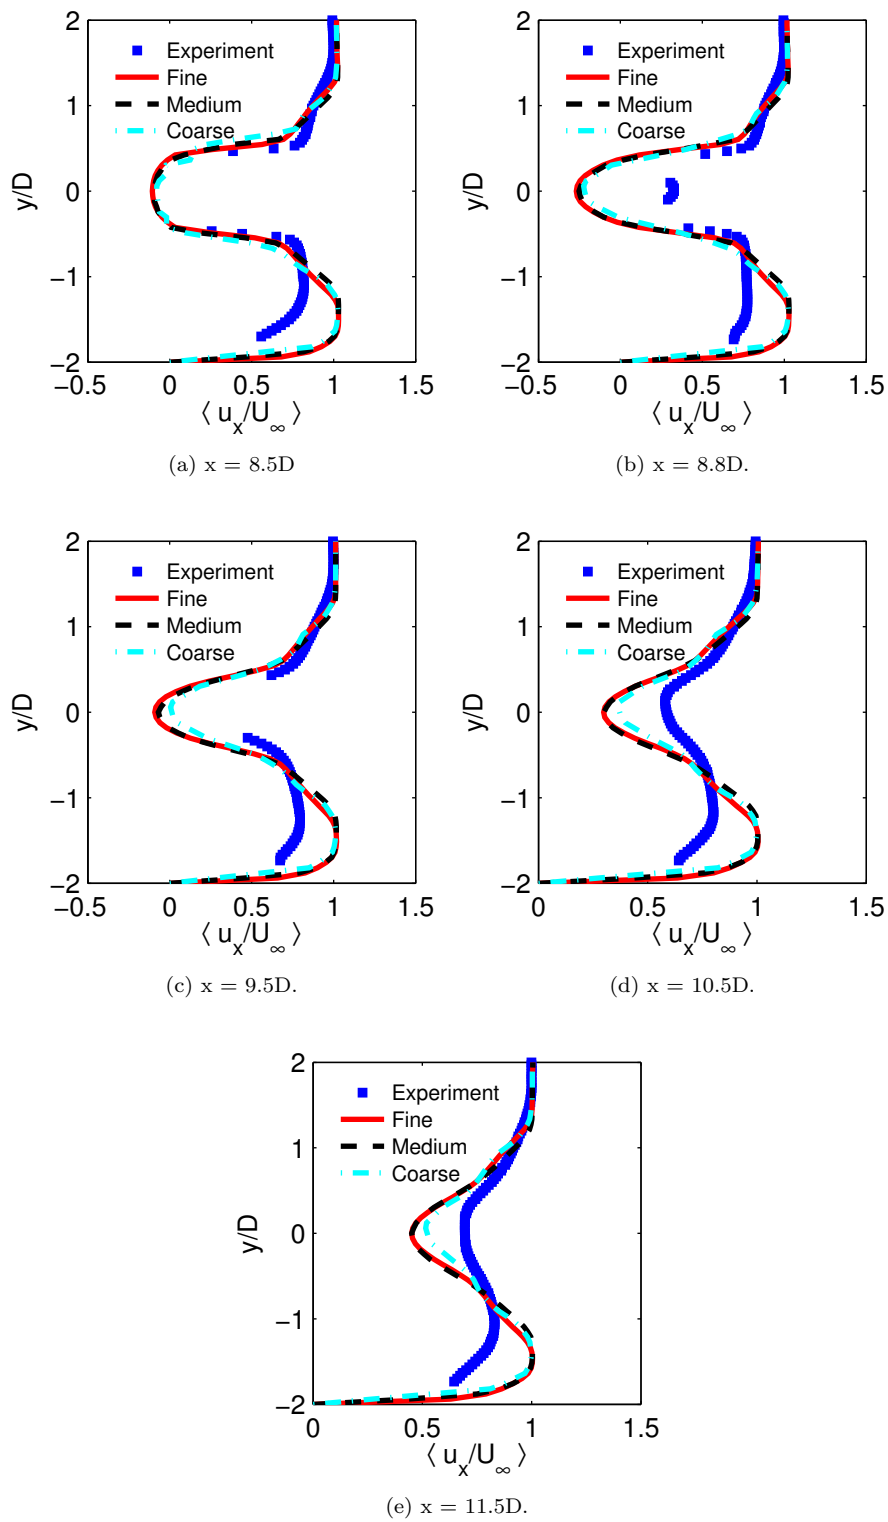 2
1
0
−1
−2
y/D
Experiment
Fine
Medium
Coarse
−0.5 0 0.5 1 1.5
⟨ u_x/U_∞ ⟩
(a) x = 8.5D
2
1
0
−1
−2
y/D
Experiment
Fine
Medium
Coarse
−0.5 0 0.5 1 1.5
⟨ u_x/U_∞ ⟩
(b) x = 8.8D.
2
1
0
−1
−2
y/D
Experiment
Fine
Medium
Coarse
−0.5 0 0.5 1 1.5
⟨ u_x/U_∞ ⟩
(c) x = 9.5D.
2
1
0
−1
−2
y/D
Experiment
Fine
Medium
Coarse
0 0.5 1 1.5
⟨ u_x/U_∞ ⟩
(d) x = 10.5D.
2
1
0
−1
−2
y/D
Experiment
Fine
Medium
Coarse
0 0.5 1 1.5
⟨ u_x/U_∞ ⟩
(e) x = 11.5D.